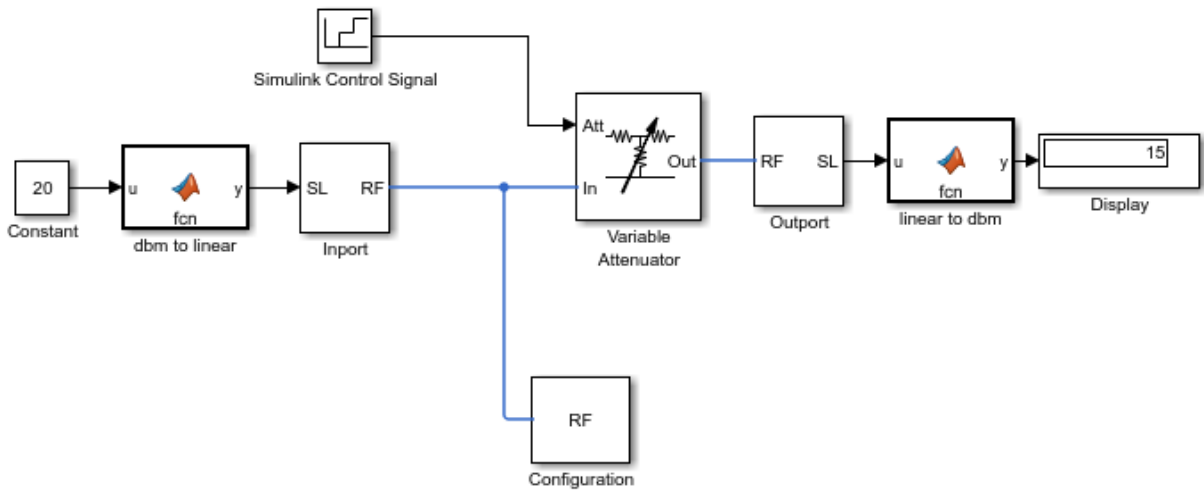 Simulink Control Signal
20
Constant
u
y
fcn
dbm to linear
SL
RF
Inport
Att
In
Out
Variable
Attenuator
RF
SL
Outport
u
y
fcn
linear to dbm
15
Display
RF
Configuration